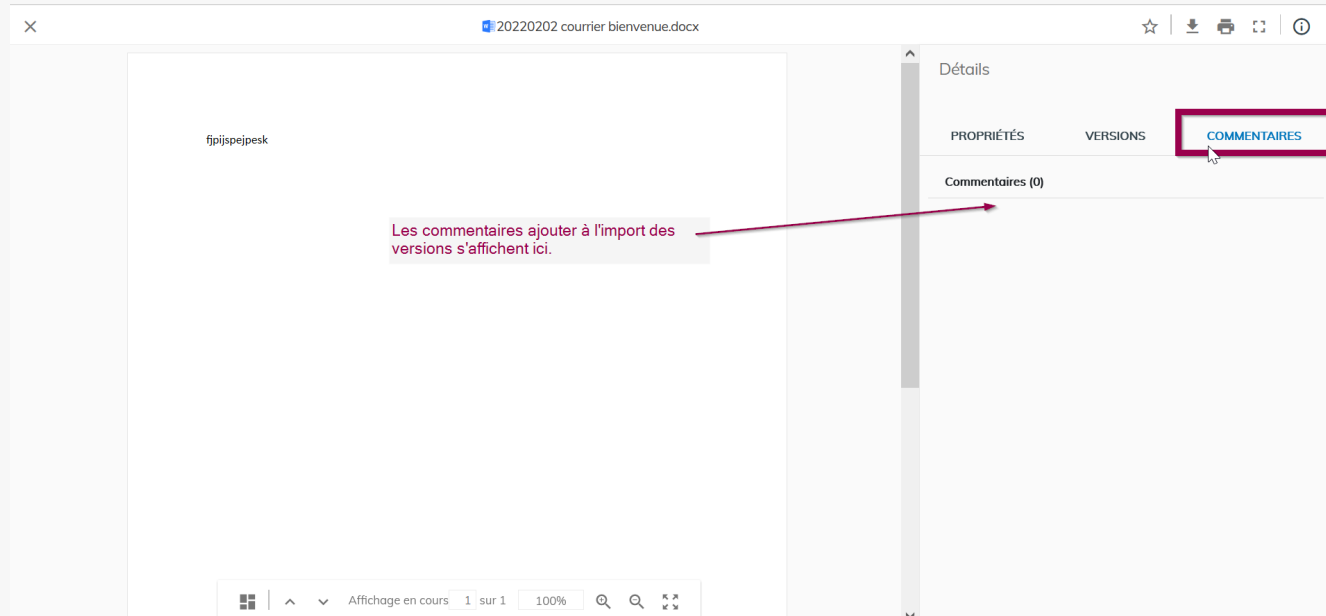 20220202 courrier bienvenue.docx
Détails
PROPRIÉTÉS VERSIONS COMMENTAIRES
Commentaires (0)
fjpijspejpesk
Les commentaires ajouter à l'import des
versions s'affichent ici.
Affichage en cours 1 sur 1 100%